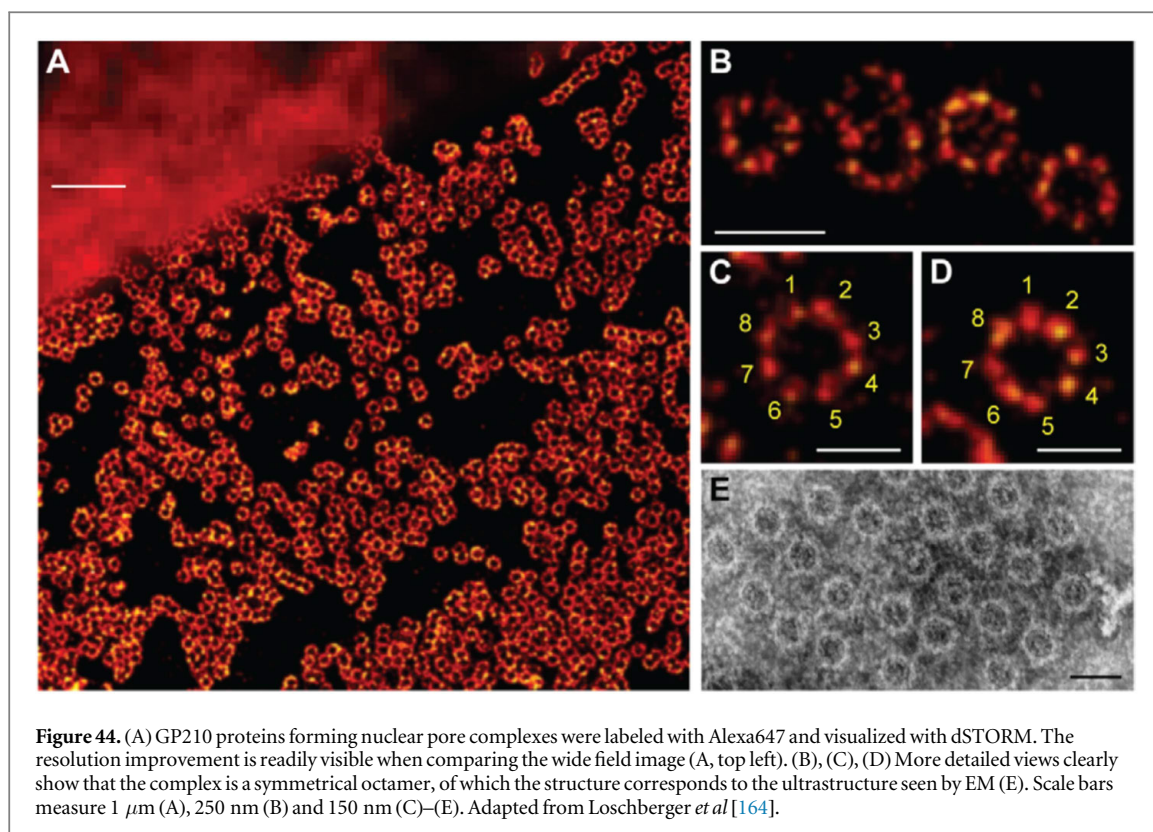 A
B
C
D
1
2
3
4
5
6
7
8
1
2
3
4
5
6
7
8
E
Figure 44. (A) GP210 proteins forming nuclear pore complexes were labeled with Alexa647 and visualized with dSTORM. The
resolution improvement is readily visible when comparing the wide field image (A, top left). (B), (C), (D) More detailed views clearly
show that the complex is a symmetrical octamer, of which the structure corresponds to the ultrastructure seen by EM (E). Scale bars
measure 1 μm (A), 250 nm (B) and 150 nm (C)–(E). Adapted from Loschberger et al [164].